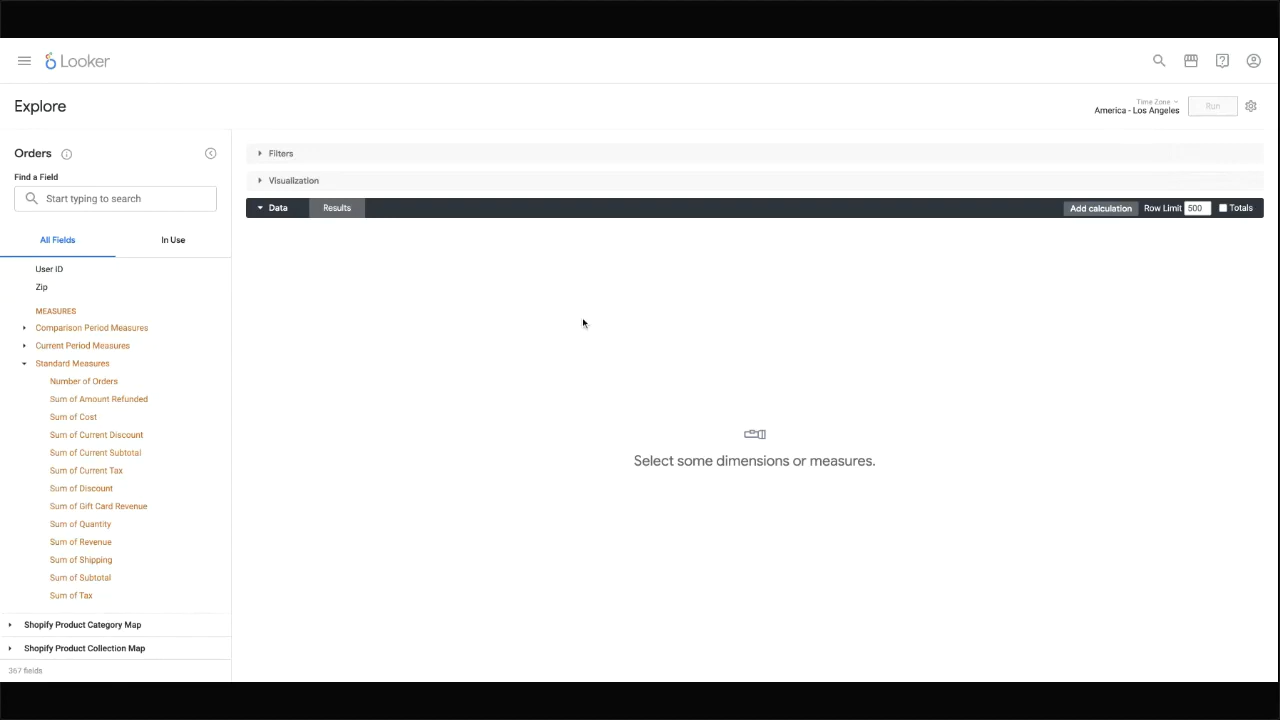 Looker
Explore
Time Zone
America - Los Angeles
Run
Orders
Find a Field
Start typing to search
All Fields
In Use
User ID
Zip
MEASURES
Comparison Period Measures
Current Period Measures
Standard Measures
Number of Orders
Sum of Amount Refunded
Sum of Cost
Sum of Current Discount
Sum of Current Subtotal
Sum of Current Tax
Sum of Discount
Sum of Gift Card Revenue
Sum of Quantity
Sum of Revenue
Sum of Shipping
Sum of Subtotal
Sum of Tax
Shopify Product Category Map
Shopify Product Collection Map
367 fields
Filters
Visualization
Data
Results
Add calculation
Row Limit 500
Totals
Select some dimensions or measures.